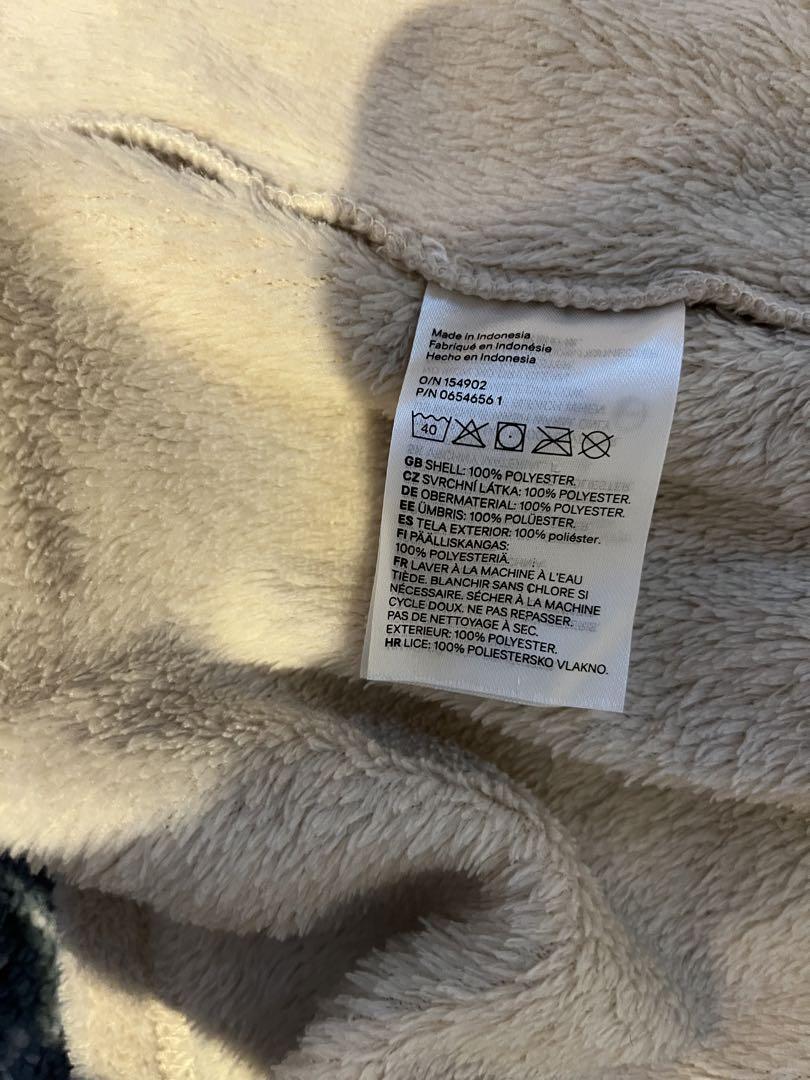 Made in Indonesia
Fabriqué en Indonésie
Hecho en Indonesia
O/N 154902
P/N 0654656 1
40
GB SHELL: 100% POLYESTER.
CZ SVRCHNÍ LÁTKA: 100% POLYESTER.
DE OBERMATERIAL: 100% POLYESTER.
EE ÜMBRIS: 100% POLÜESTER.
ES TELA EXTERIOR: 100% poliéster.
FI PÄÄLLISKANGAS:
100% POLYESTERIÄ.
FR LAVER À LA MACHINE À L'EAU
TIÈDE. BLANCHIR SANS CHLORE SI
NÉCESSAIRE. SÉCHER À LA MACHINE
CYCLE DOUX. NE PAS REPASSER.
PAS DE NETTOYAGE À SEC.
EXTERIEUR: 100% POLYESTER.
HR LICE: 100% POLIESTERSKO VLAKNO.